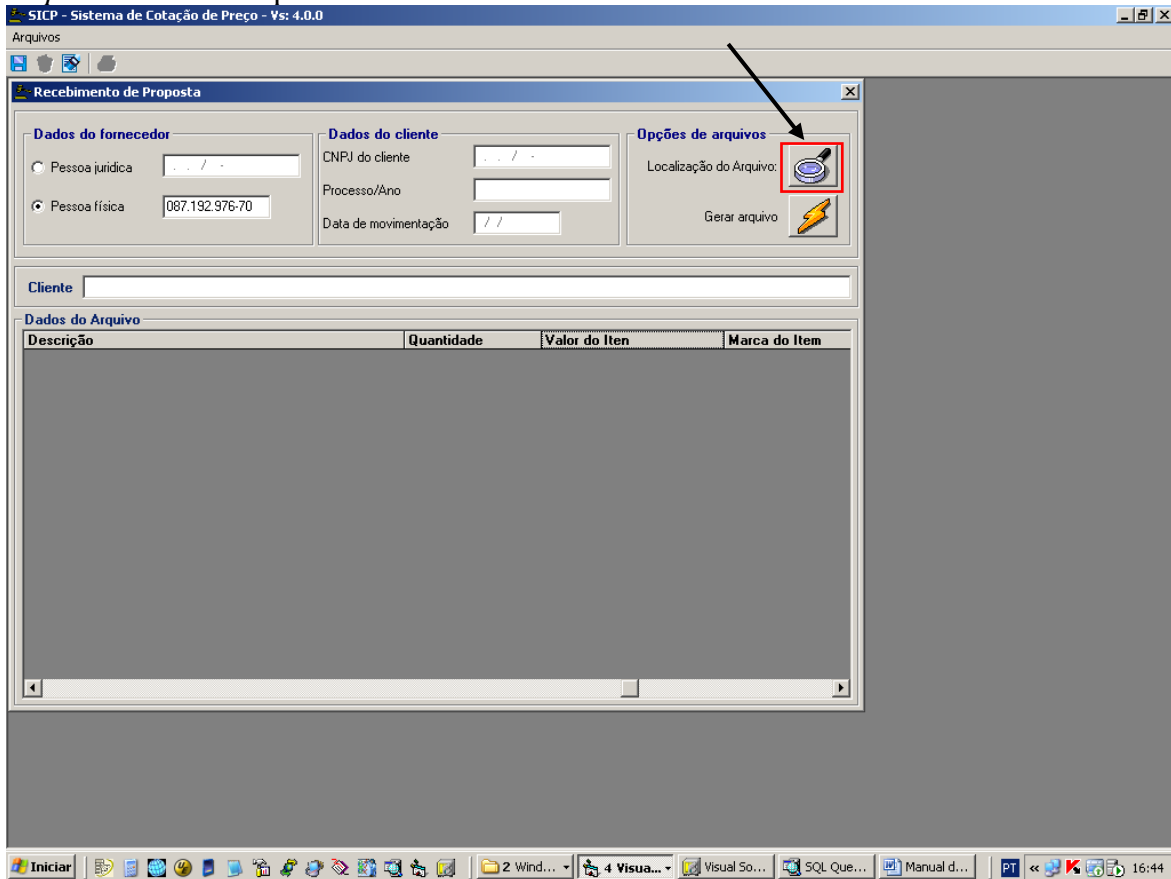 SICP - Sistema de Cotação de Preço - Vs: 4.0.0
Arquivos
Recebimento de Proposta
Dados do fornecedor
Pessoa juridica . . / -
Pessoa física 087.192.976-70
Dados do cliente
CNPJ do cliente . . / -
Processo/Ano
Data de movimentação / /
Opções de arquivos
Localização do Arquivo:
Gerar arquivo
Cliente
Dados do Arquivo
Descrição Quantidade Valor do Iten Marca do Item
Iniciar 2 Wind... 4 Visua... Visual So... SQL Que... Manual d... PT « 16:44